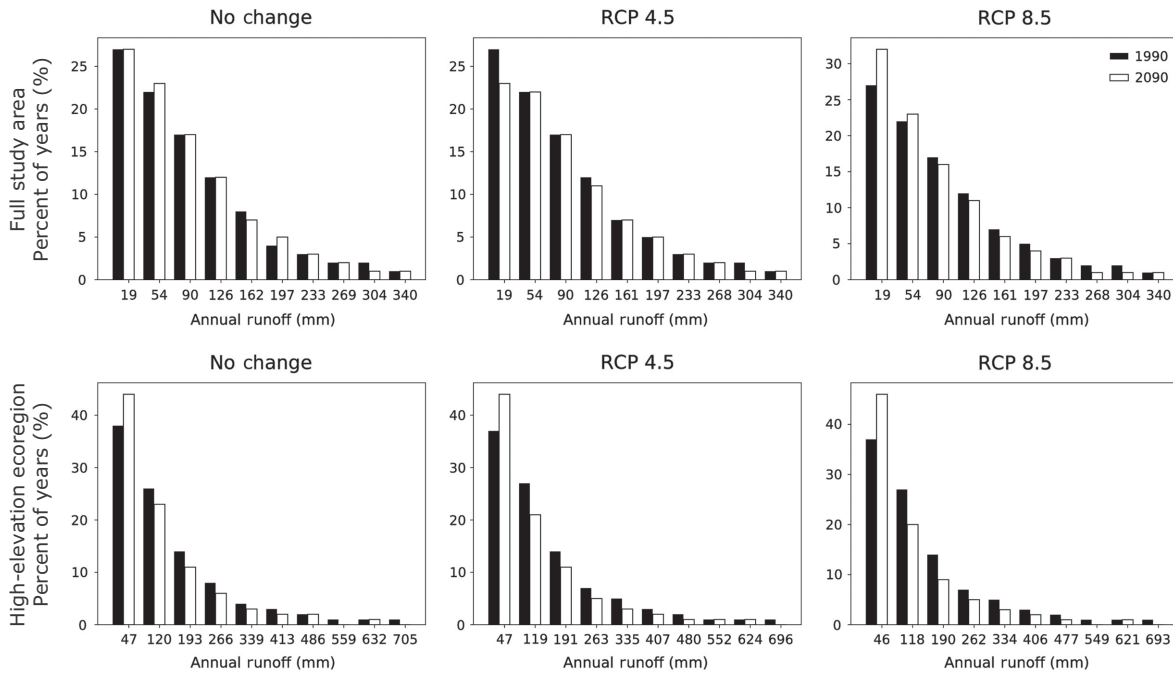 No change
RCP 4.5
RCP 8.5
Full study area
Percent of years (%)
25
20
15
10
5
0
19 54 90 126 162 197 233 269 304 340
Annual runoff (mm)
25
20
15
10
5
0
19 54 90 126 161 197 233 268 304 340
Annual runoff (mm)
1990
2090
30
25
20
15
10
5
0
19 54 90 126 161 197 233 268 304 340
Annual runoff (mm)
No change
RCP 4.5
RCP 8.5
High-elevation ecoregion
Percent of years (%)
40
30
20
10
0
47 120 193 266 339 413 486 559 632 705
Annual runoff (mm)
40
30
20
10
0
47 119 191 263 335 407 480 552 624 696
Annual runoff (mm)
40
30
20
10
0
46 118 190 262 334 406 477 549 621 693
Annual runoff (mm)